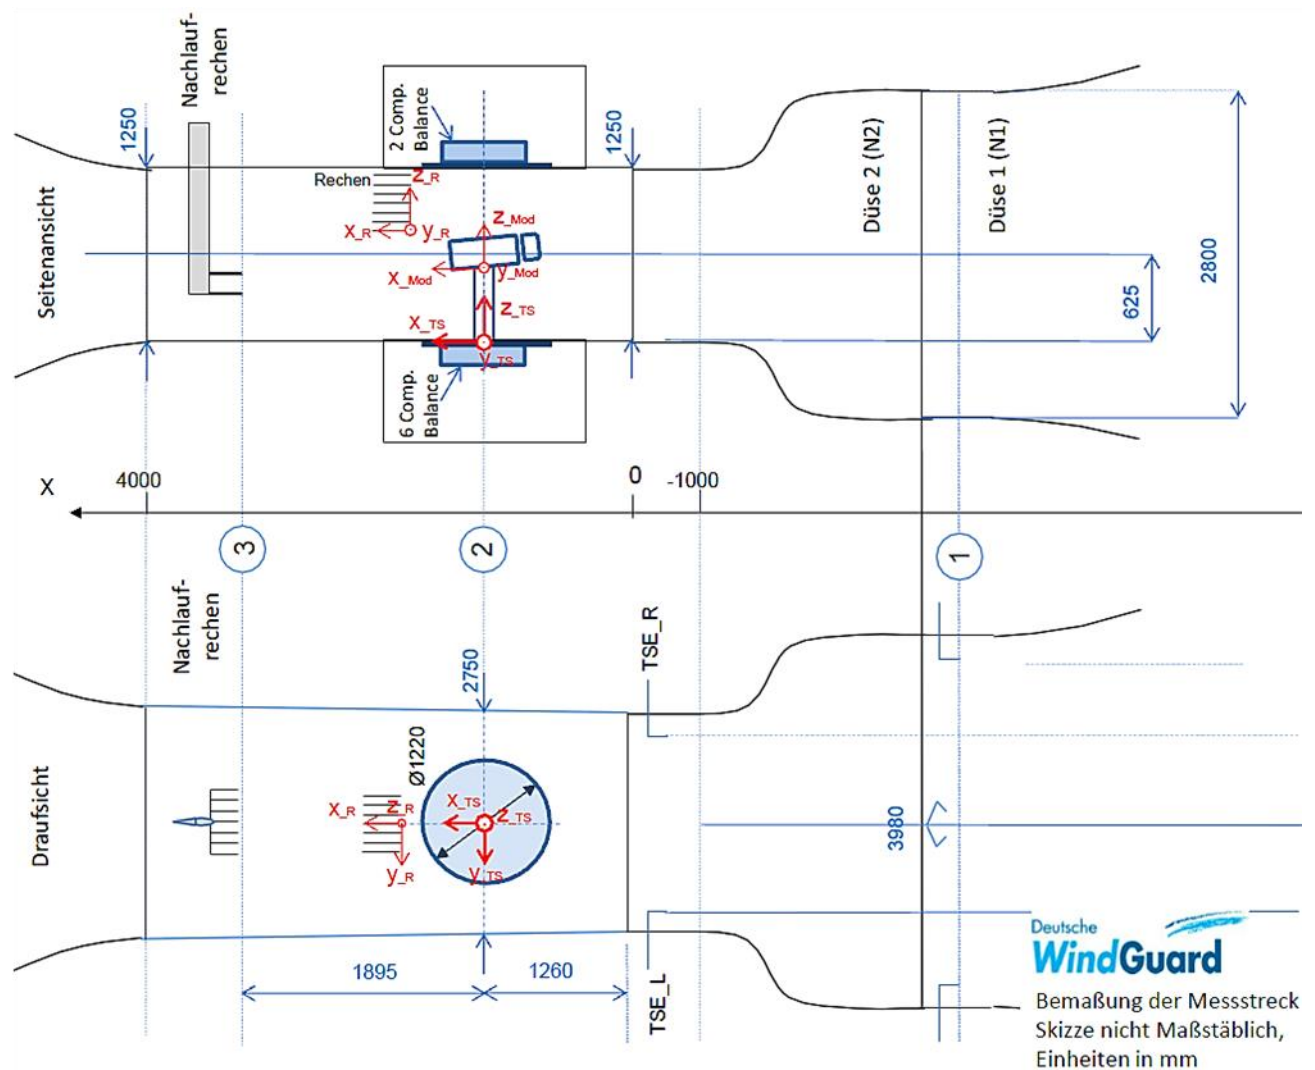 Nachlauf-
rechen
1250
2 Comp.
Balance
1250
Düse 2 (N2)
Düse 1 (N1)
Seitenansicht
Rechen
z_R
x_R
y_R
z_Mod
x_Mod
y_Mod
z_TS
x_TS
y_TS
6 Comp.
Balance
625
2800
X
4000
0
-1000
3
2
1
Nachlauf-
rechen
2750
TSE_R
Draufsicht
Ø1220
x_R
z_R
y_R
x_TS
z_TS
y_TS
3980
1895
1260
TSE_L
Deutsche
WindGuard
Bemaßung der Messstreck
Skizze nicht Maßstäblich,
Einheiten in mm